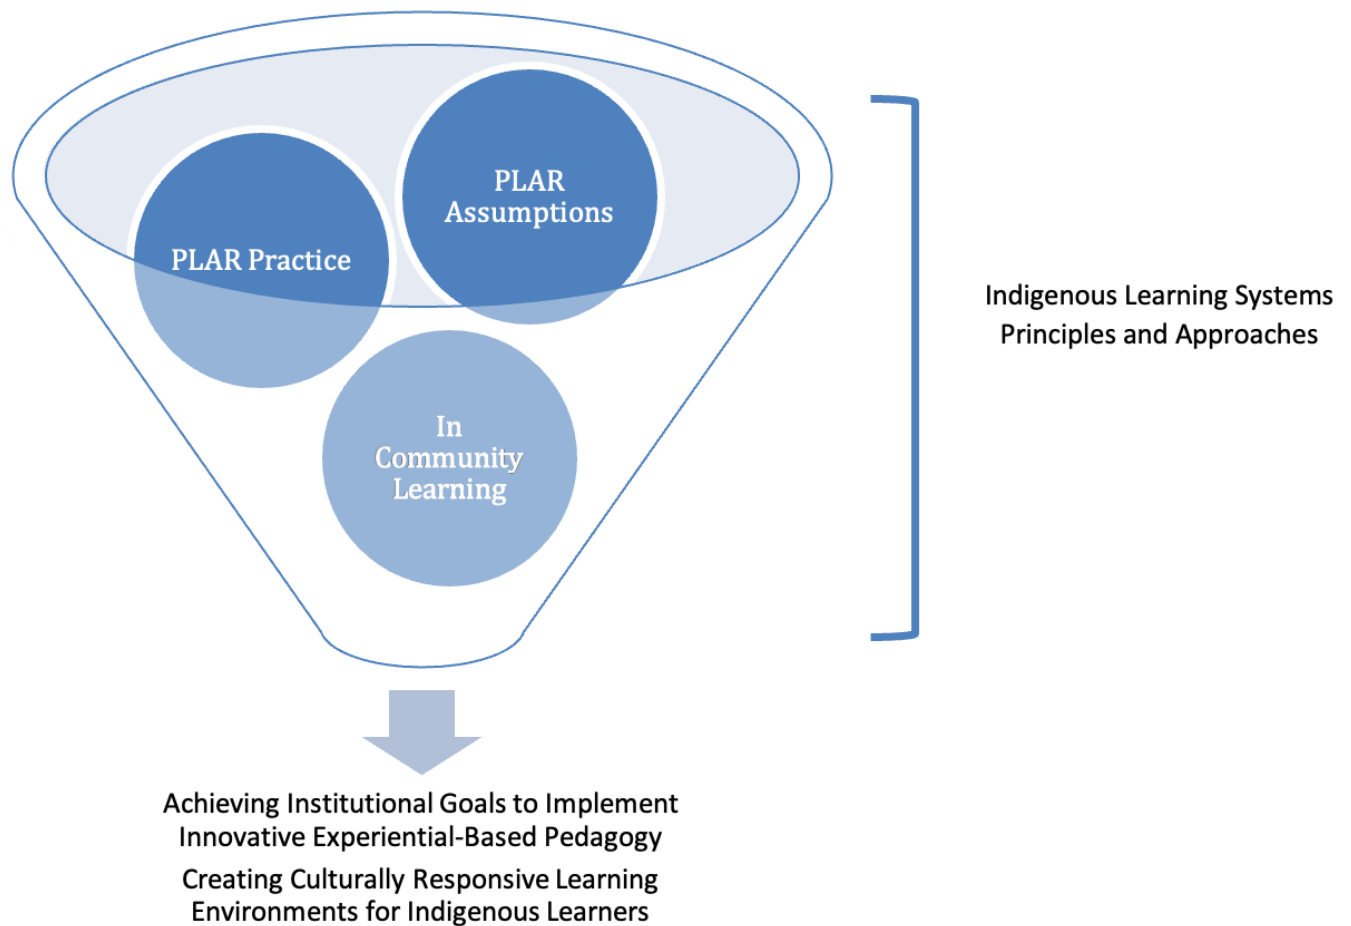 PLAR
Assumptions
PLAR Practice
In
Community
Learning
Indigenous Learning Systems
Principles and Approaches
Achieving Institutional Goals to Implement
Innovative Experiential-Based Pedagogy
Creating Culturally Responsive Learning
Environments for Indigenous Learners